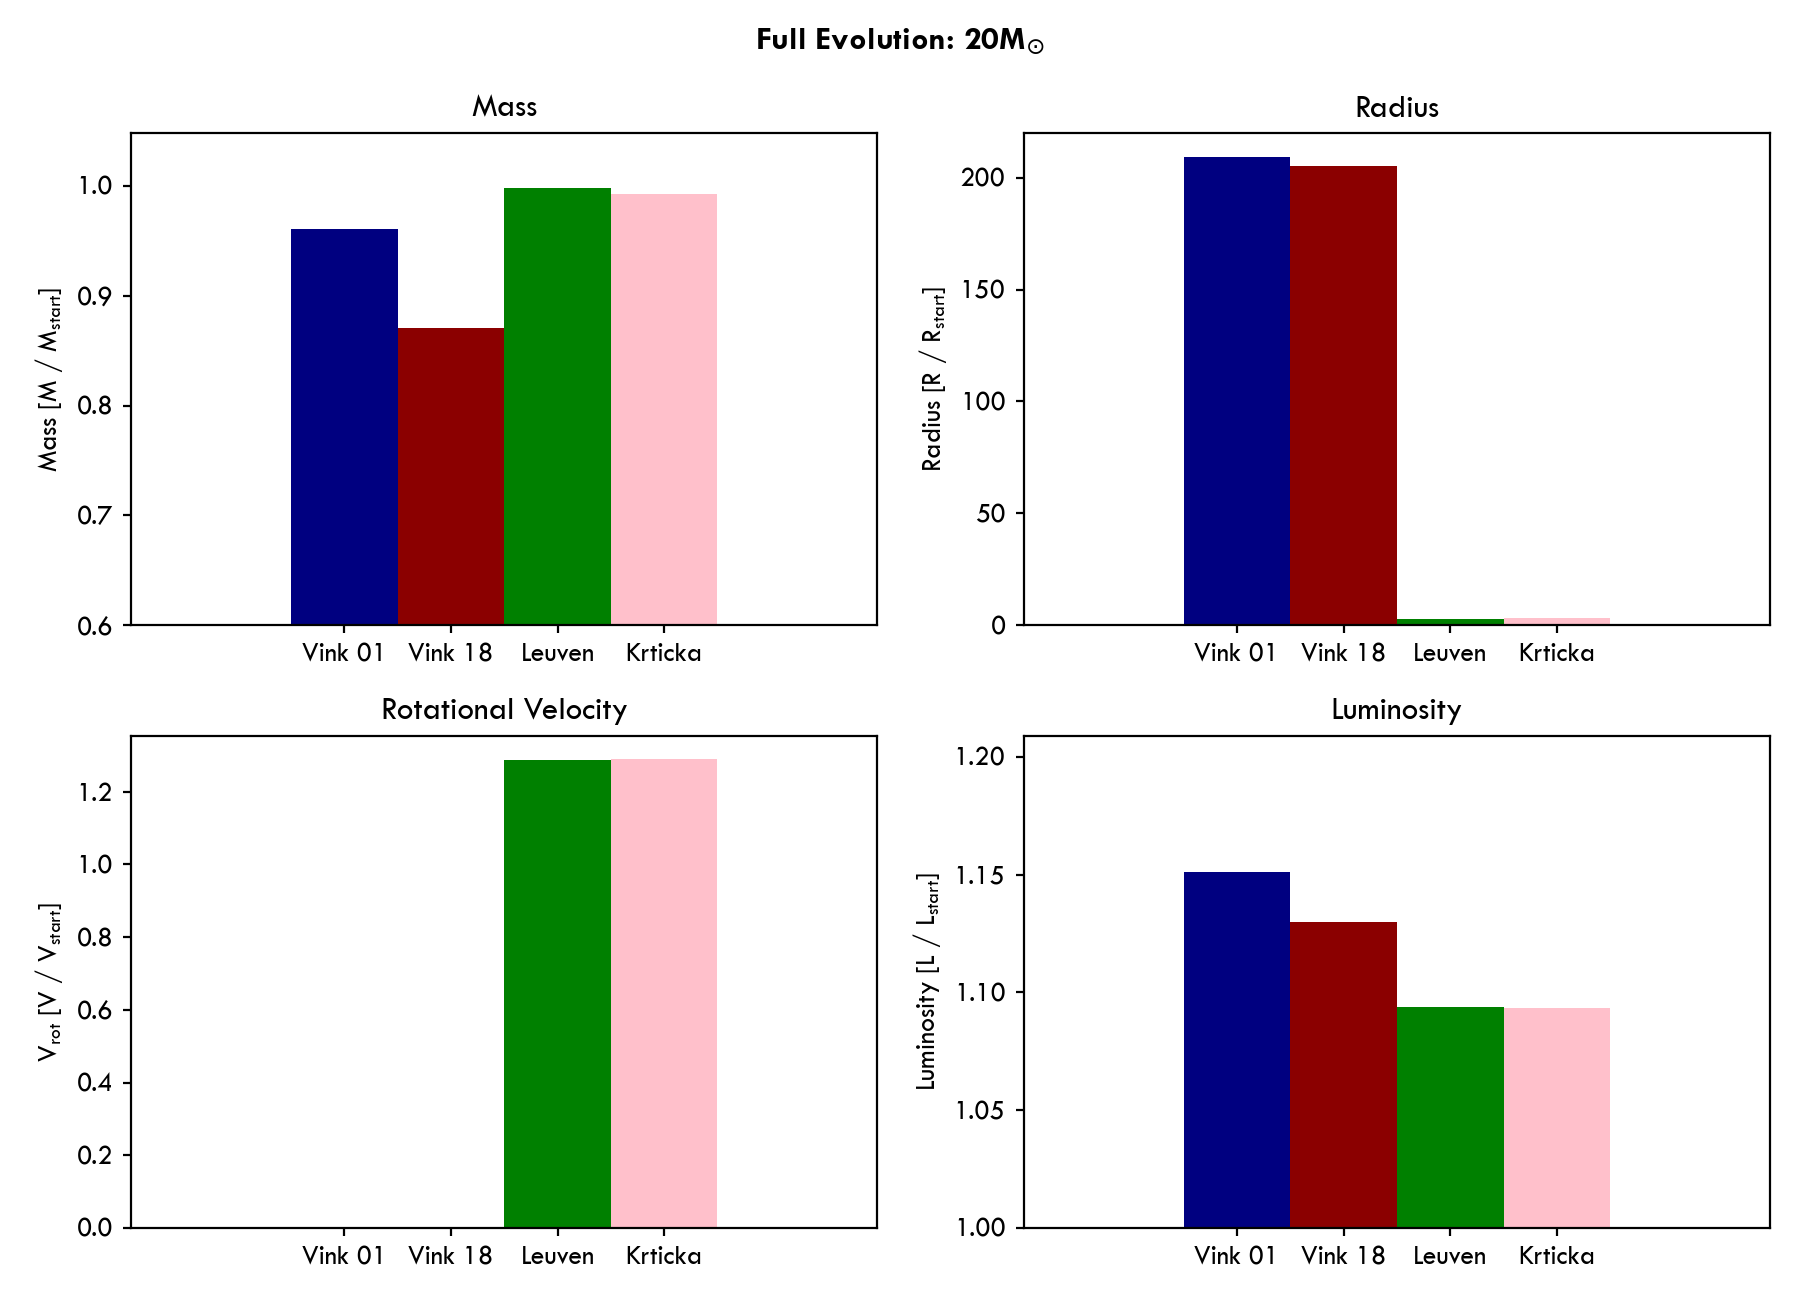 Full Evolution: 20M☉
Mass
Mass [M / Mstart]
1.0
0.9
0.8
0.7
0.6
Vink 01 Vink 18 Leuven Krticka
Radius
Radius [R / Rstart]
200
150
100
50
0
Vink 01 Vink 18 Leuven Krticka
Rotational Velocity
Vrot [V / Vstart]
1.2
1.0
0.8
0.6
0.4
0.2
0.0
Vink 01 Vink 18 Leuven Krticka
Luminosity
Luminosity [L / Lstart]
1.20
1.15
1.10
1.05
1.00
Vink 01 Vink 18 Leuven Krticka